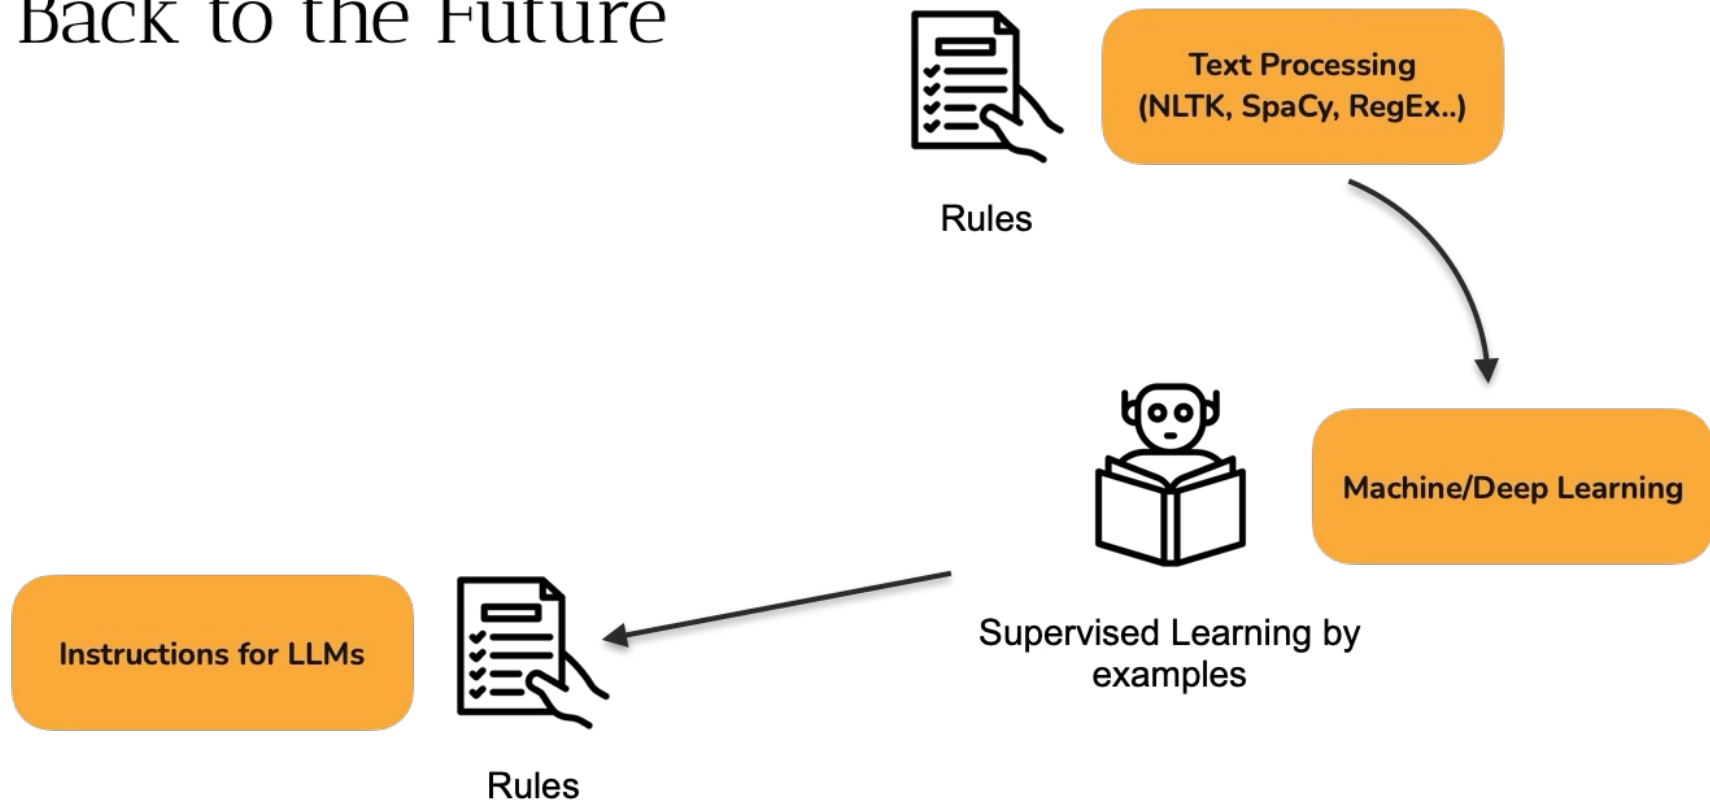 Back to the Future
Text Processing
(NLTK, SpaCy, RegEx..)
Rules
Machine/Deep Learning
Supervised Learning by
examples
Instructions for LLMs
Rules